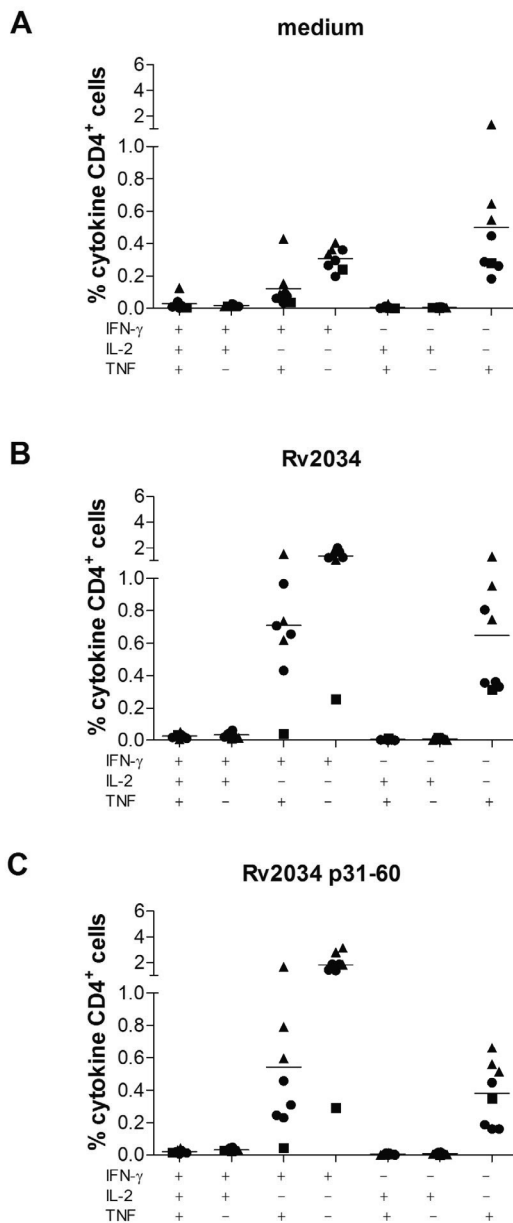 A
medium
% cytokine CD4⁺ cells
6
4
2
1.0
0.8
0.6
0.4
0.2
0.0
IFN-γ + + + + − − −
IL-2 + + − − + + −
TNF + − + − + − +
B
Rv2034
% cytokine CD4⁺ cells
6
4
2
1.0
0.8
0.6
0.4
0.2
0.0
IFN-γ + + + + − − −
IL-2 + + − − + + −
TNF + − + − + − +
C
Rv2034 p31-60
% cytokine CD4⁺ cells
6
4
2
1.0
0.8
0.6
0.4
0.2
0.0
IFN-γ + + + + − − −
IL-2 + + − − + + −
TNF + − + − + − +